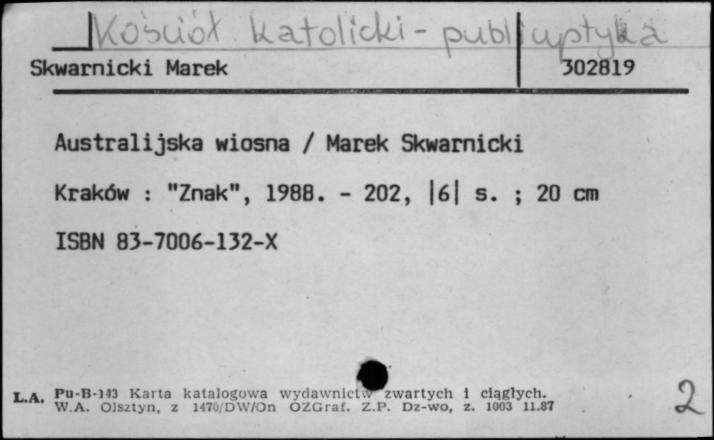 Kościół katolicki - publicystyka
Skwarnicki Marek 302819
Australijska wiosna / Marek Skwarnicki
Kraków : "Znak", 1988. - 202, |6| s. ; 20 cm
ISBN 83-7006-132-X
L.A. Pu-B-143 Karta katalogowa wydawnictw zwartych i ciągłych.
W.A. Olsztyn, z 1470/DW/On OZGraf. Z.P. Dz-wo, z. 1003 11.87
2